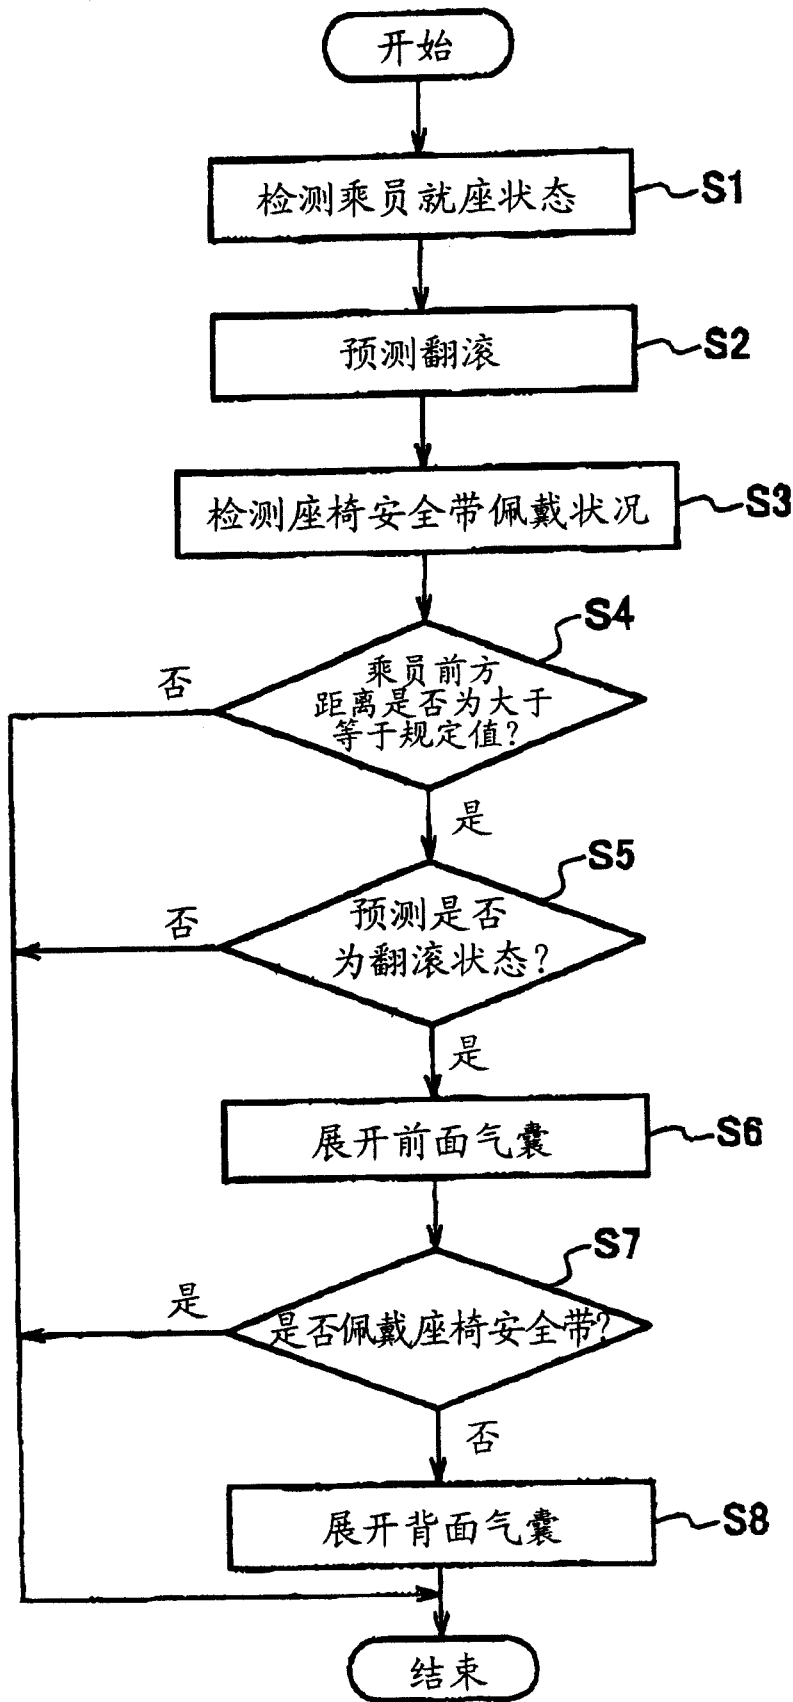 开始
检测乘员就座状态
S1
预测翻滚
S2
检测座椅安全带佩戴状况
S3
S4
否
乘员前方
距离是否为大于
等于规定值？
是
S5
否
预测是否
为翻滚状态？
是
展开前面气囊
S6
S7
是
是否佩戴座椅安全带？
否
展开背面气囊
S8
结束